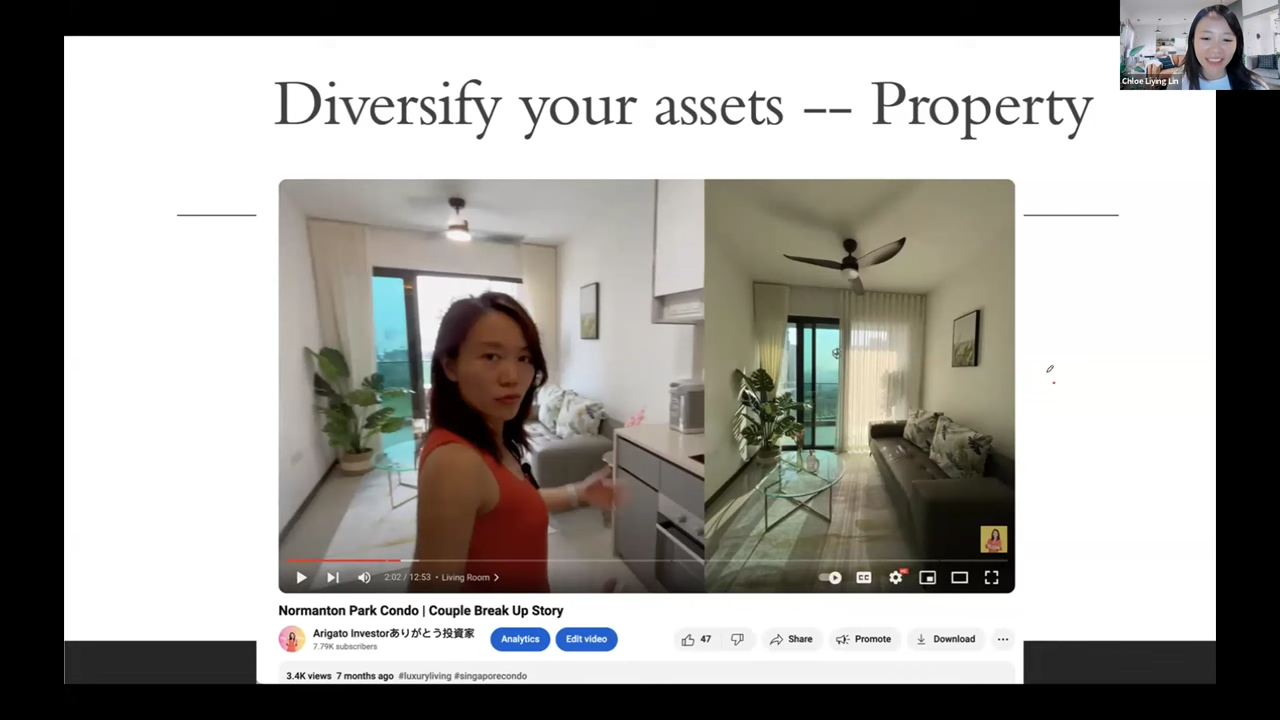 Chloe Liying Lin
Diversify your assets -- Property
2:02 / 12:53 • Living Room
CC
HD
Normanton Park Condo | Couple Break Up Story
Arigato Investorありがとう投資家
7.79K subscribers
Analytics
Edit video
47
Share
Promote
Download
3.4K views 7 months ago #luxuryliving #singaporecondo